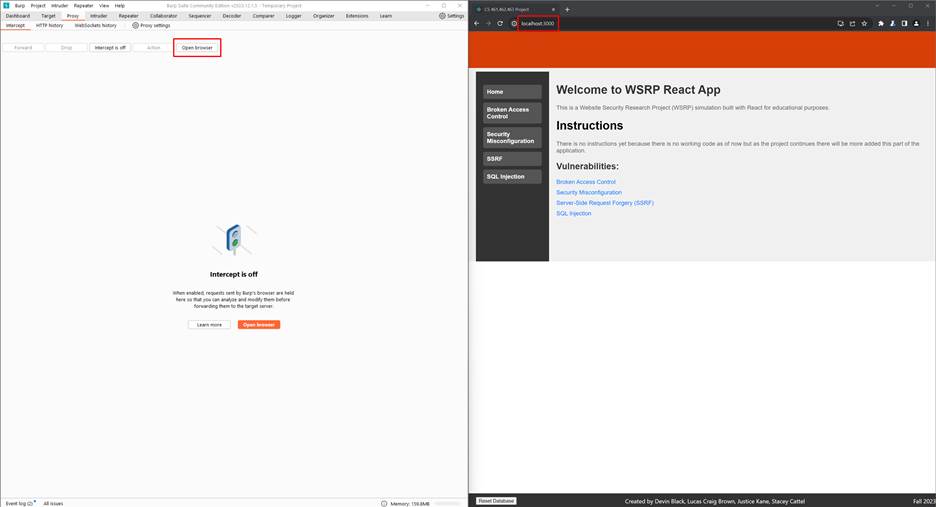 Burp Project Intruder Repeater View Help Burp Suite Community Edition v2023.12.1.3 - Temporary Project
Dashboard Target Proxy Intruder Repeater Collaborator Sequencer Decoder Comparer Logger Organizer Extensions Learn Settings
Intercept HTTP history WebSockets history Proxy settings
Forward Drop Intercept is off Action Open browser
Intercept is off
When enabled, requests sent by Burp's browser are held
here so that you can analyze and modify them before
forwarding them to the target server.
Learn more Open browser
Event log All issues Memory: 159.8MB
CS 461,462,463 Project
localhost:3000
Home
Broken Access
Control
Security
Misconfiguration
SSRF
SQL Injection
Welcome to WSRP React App
This is a Website Security Research Project (WSRP) simulation built with React for educational purposes.
Instructions
There is no instructions yet because there is no working code as of now but as the project continues there will be more added this part of the
application.
Vulnerabilities:
Broken Access Control
Security Misconfiguration
Server-Side Request Forgery (SSRF)
SQL Injection
Reset Database Created by Devin Black, Lucas Craig Brown, Justice Kane, Stacey Cattel Fall 2023